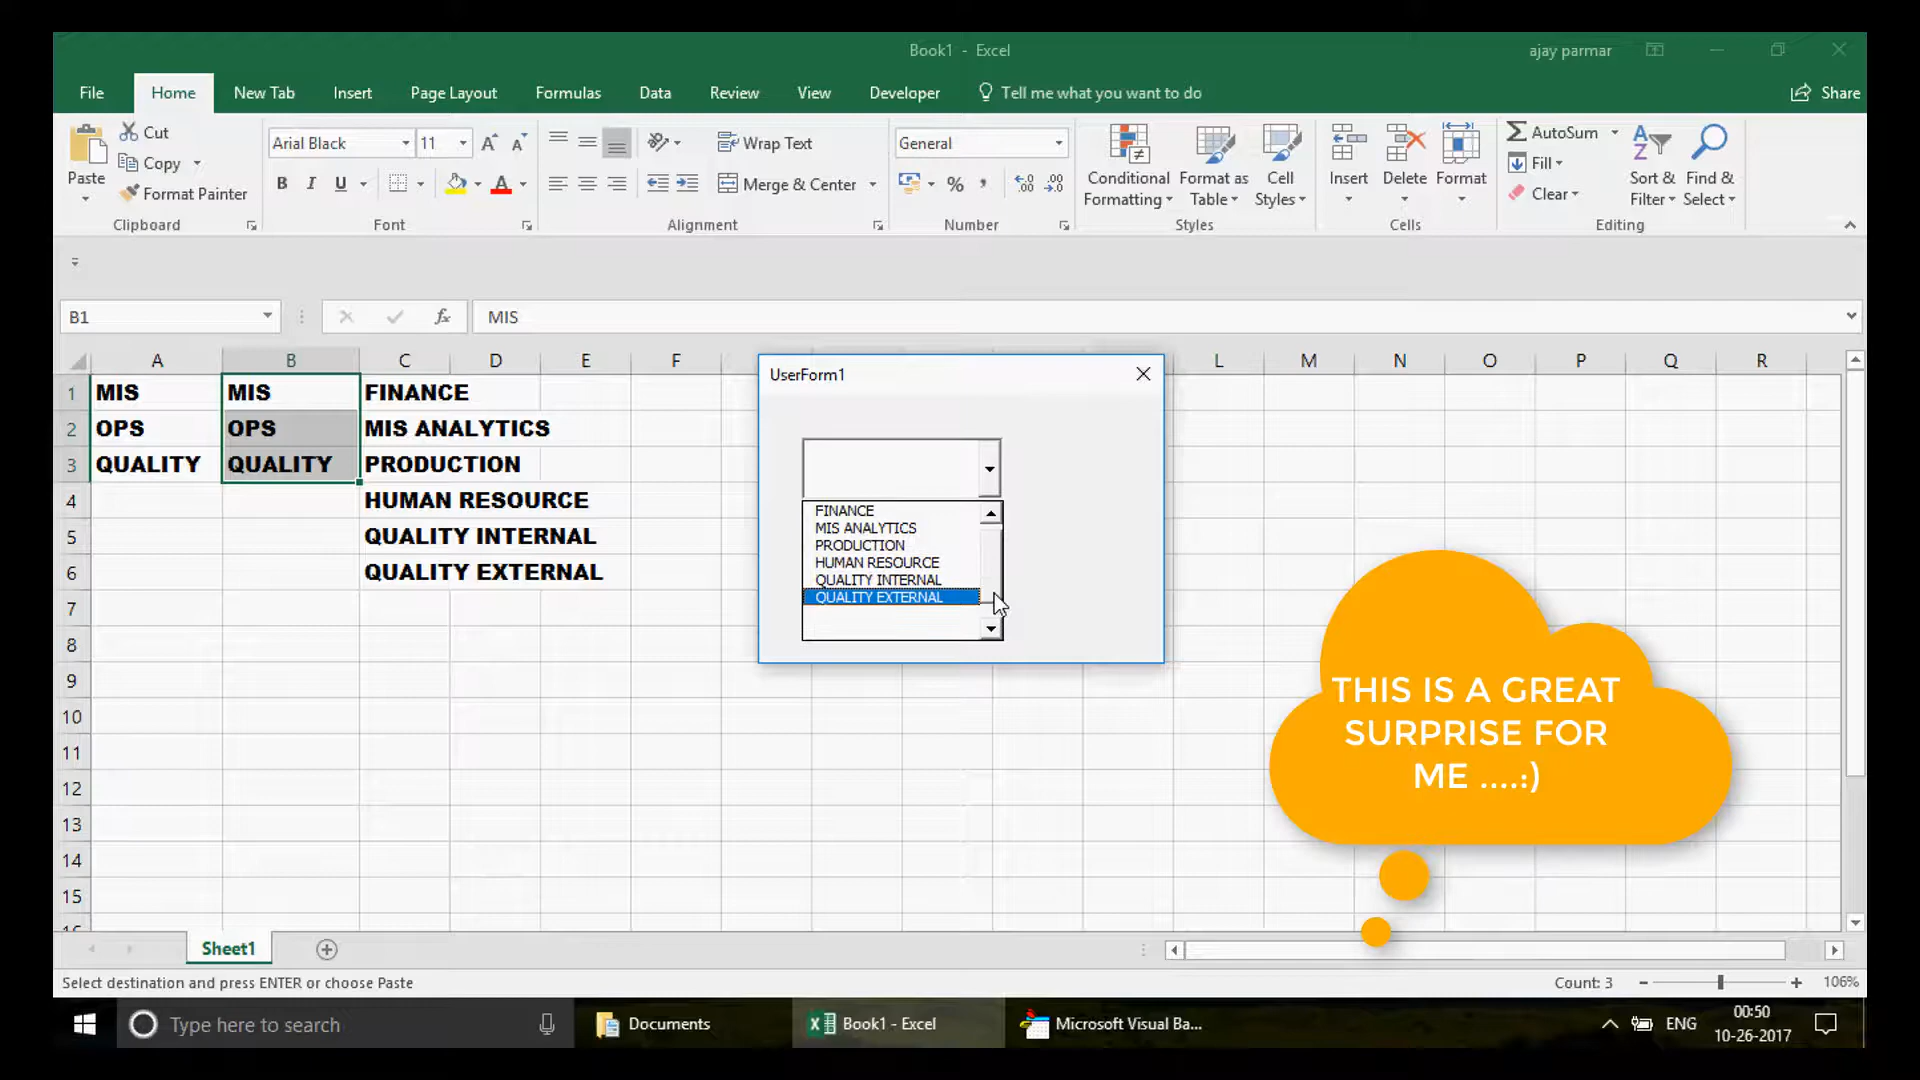 Book1 - Excel
ajay parmar
File Home New Tab Insert Page Layout Formulas Data Review View Developer Tell me what you want to do Share
Paste
Cut
Copy
Format Painter
Clipboard
Arial Black 11
B I U
Font
Wrap Text
Merge & Center
Alignment
General
%
Number
Conditional Formatting
Format as Table
Cell Styles
Styles
Insert Delete Format
Cells
AutoSum
Fill
Clear
Sort & Filter
Find & Select
Editing
B1 fx MIS
A B C D E F L M N O P Q R
1 MIS MIS FINANCE
2 OPS OPS MIS ANALYTICS
3 QUALITY QUALITY PRODUCTION
4 HUMAN RESOURCE
5 QUALITY INTERNAL
6 QUALITY EXTERNAL
7
8
9
10
11
12
13
14
15
UserForm1
FINANCE
MIS ANALYTICS
PRODUCTION
HUMAN RESOURCE
QUALITY INTERNAL
QUALITY EXTERNAL
THIS IS A GREAT
SURPRISE FOR
ME ....:)
Sheet1
Select destination and press ENTER or choose Paste
Count: 3
106%
Type here to search
Documents
Book1 - Excel
Microsoft Visual Ba...
ENG
00:50
10-26-2017